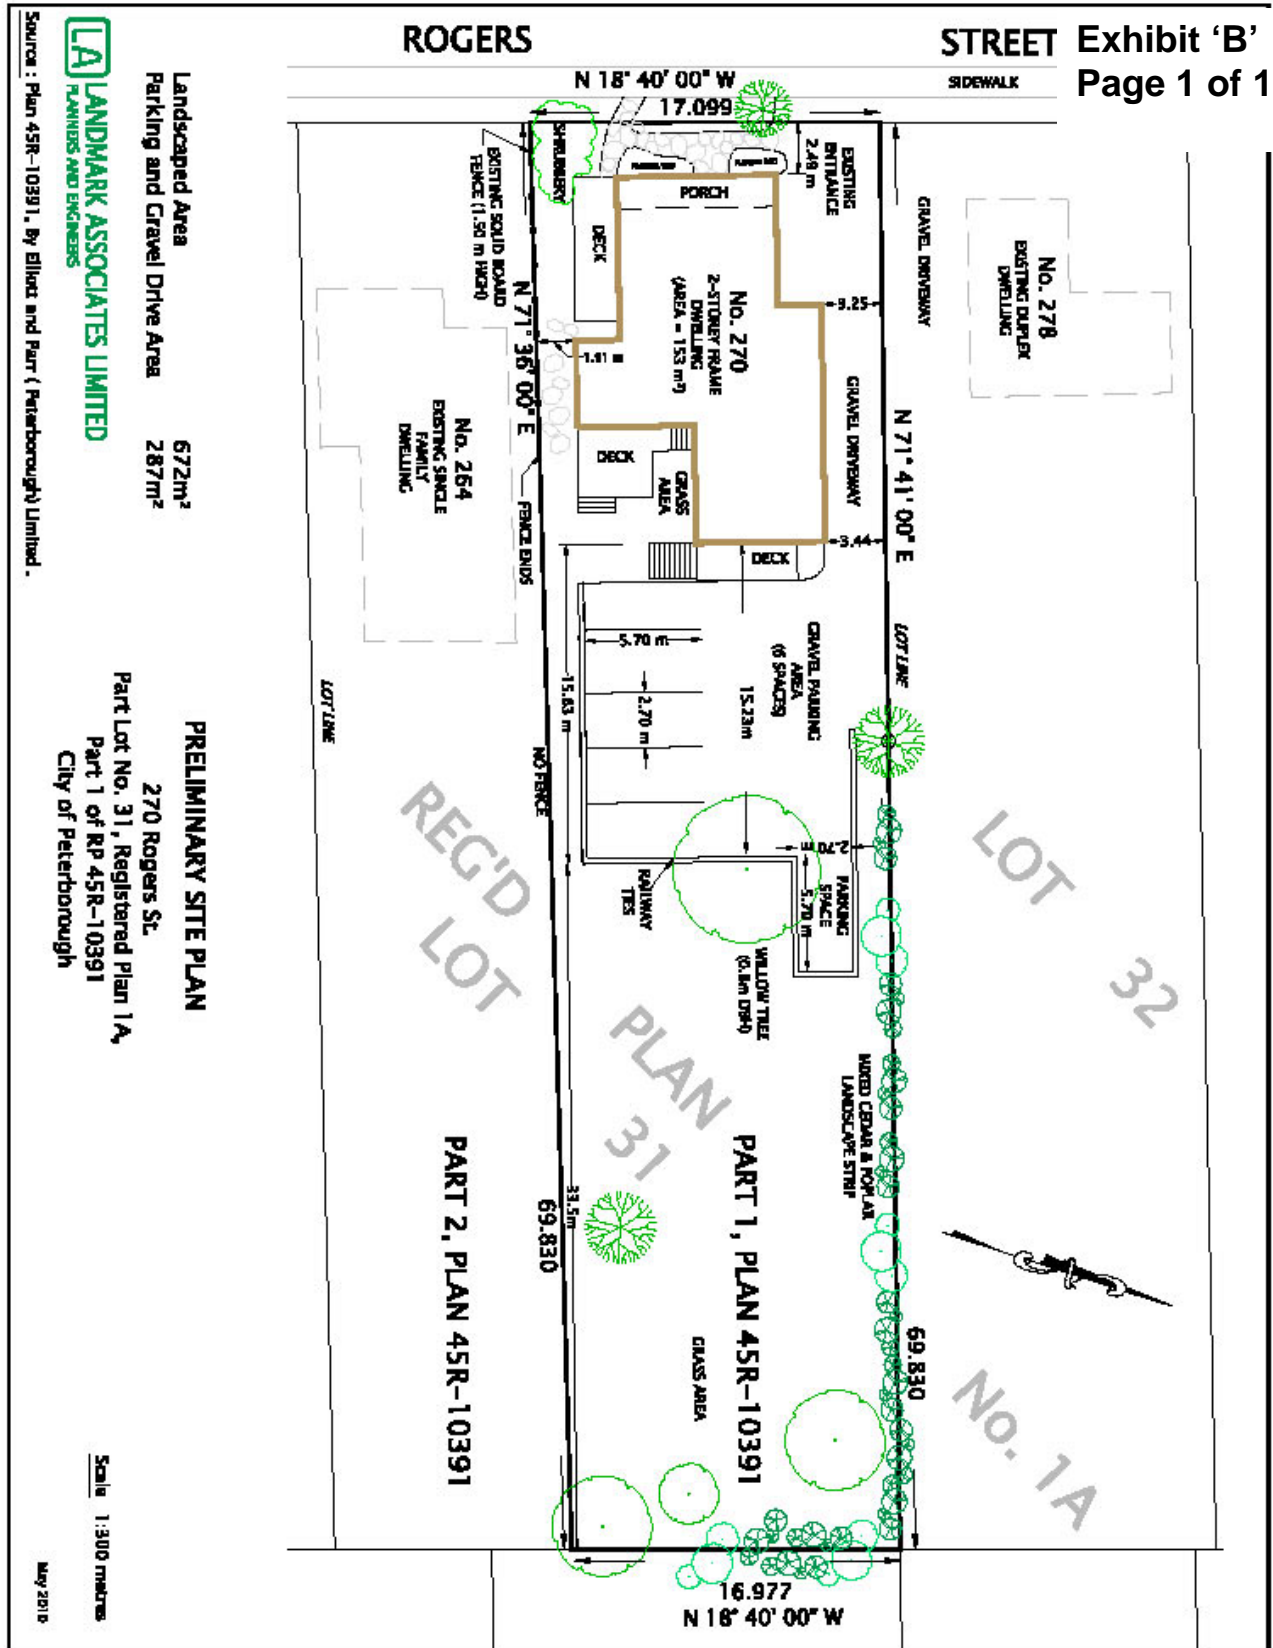 ROGERS STREET
Exhibit ‘B’
Page 1 of 1
SIDEWALK
N 18° 40' 00" W
17.099
SHRUBBERY
EXISTING SOLID BOARD
FENCE (1.50 m HIGH)
EXISTING
ENTRANCE
2.48 m
PORCH
DECK
GRAVEL DRIVEWAY
No. 278
EXISTING DUPLEX
DWELLING
No. 270
2-STOREY FRAME
DWELLING
(AREA = 153 m²)
3.25
N 71° 36' 00" E
1.91 m
GRAVEL DRIVEWAY
N 71° 41' 00" E
No. 264
EXISTING SINGLE
FAMILY
DWELLING
DECK
GRASS
AREA
FENCE ENDS
3.44
DECK
5.70 m
15.63 m
2.70 m
15.23m
GRAVEL PARKING
AREA
(6 SPACES)
LOT LINE
LOT LINE
NO FENCE
RAILWAY
TIES
2.70 m
PARKING
SPACE
5.70 m
WILLOW TREE
(0.8m DBH)
REG'D
PLAN
LOT
31
LOT
32
No. 1A
MIXED CEDAR & POPLAR
LANDSCAPE STRIP
PART 1, PLAN 45R-10391
PART 2, PLAN 45R-10391
33.5m
69.830
69.830
GRASS AREA
16.977
N 18° 40' 00" W
Landscaped Area 672m²
Parking and Gravel Drive Area 287m²
LA
LANDMARK ASSOCIATES LIMITED
PLANNERS AND ENGINEERS
Source : Plan 45R-10391, By Elliott and Parr ( Peterborough) Limited .
PRELIMINARY SITE PLAN
270 Rogers St.
Part Lot No. 31, Registered Plan 1A,
Part 1 of RP 45R-10391
City of Peterborough
Scale 1:300 metres
May 2010